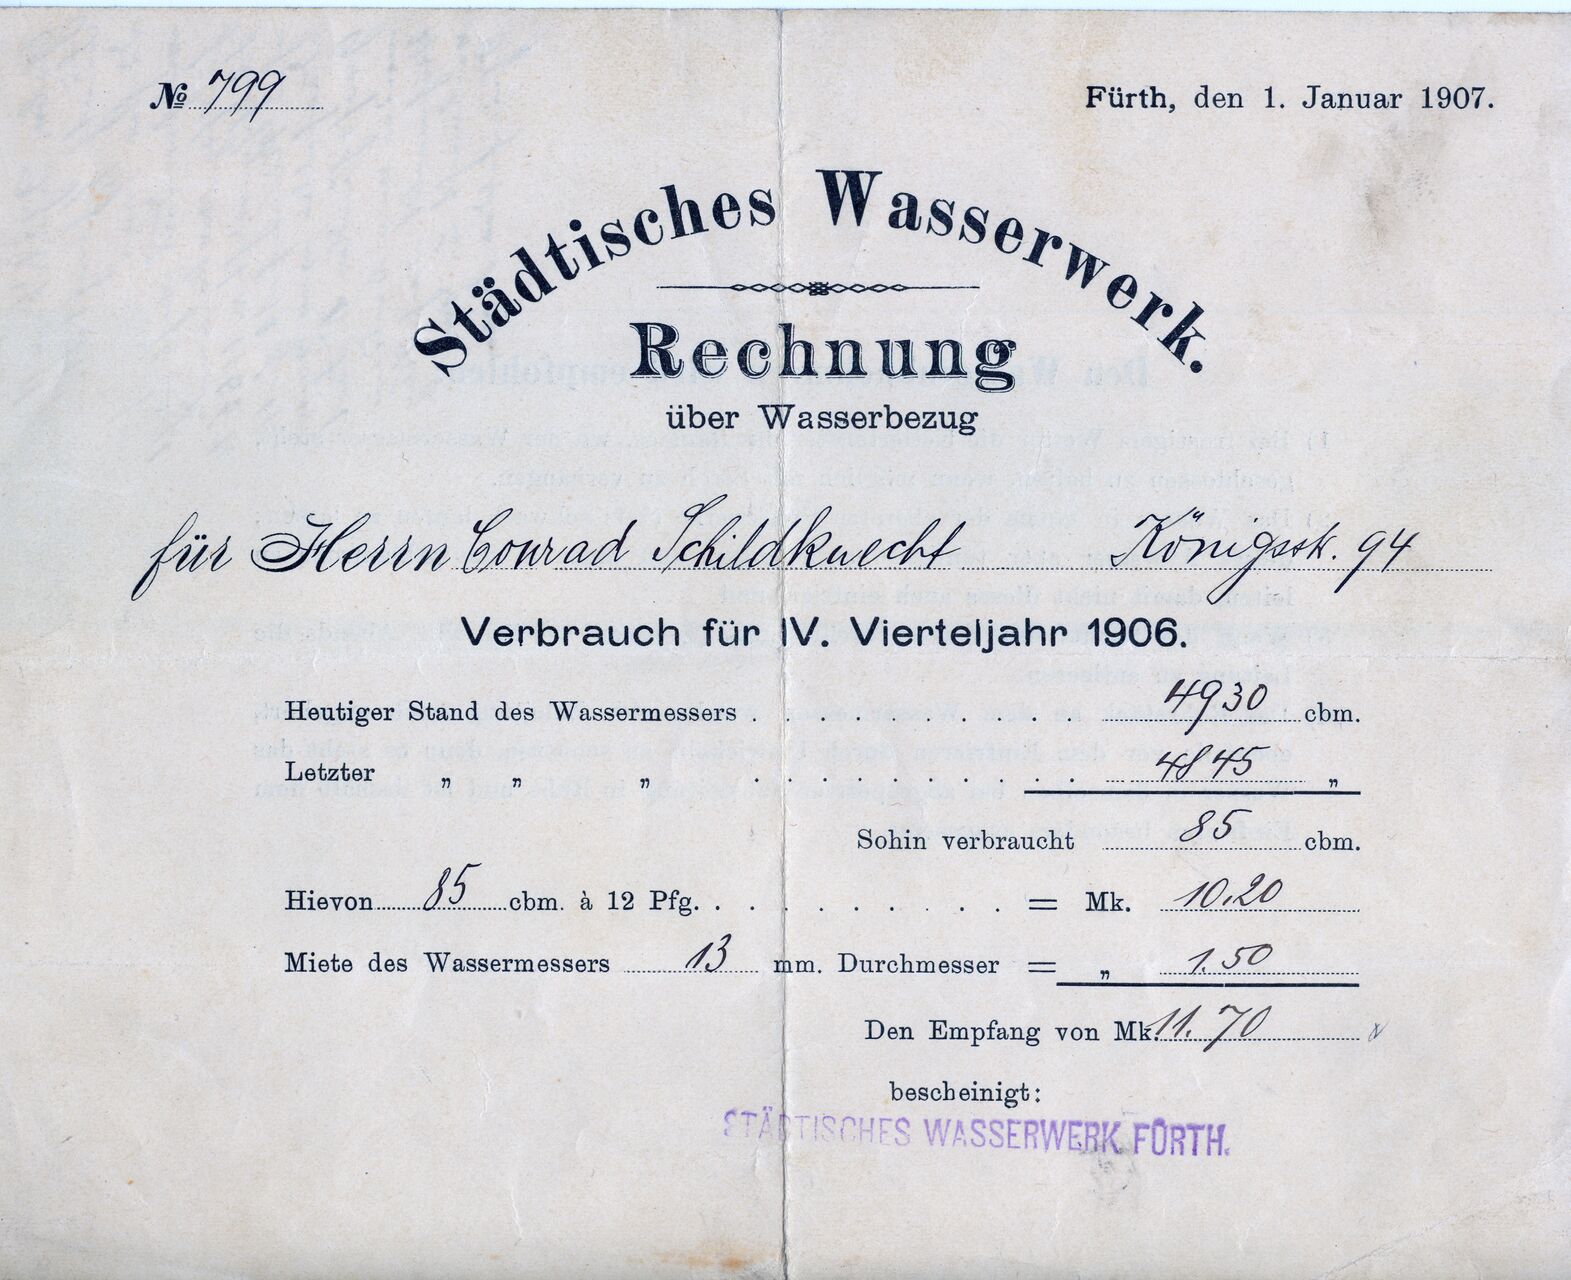 № 799
Fürth, den 1. Januar 1907.
Städtisches Wasserwerk.
Rechnung
über Wasserbezug
für Herrn Conrad Schildknecht Königsstr. 94
Verbrauch für IV. Vierteljahr 1906.
Heutiger Stand des Wassermessers . . . . . . . 4930 cbm.
Letzter „ „ „ . . . . . . . . . . 4845 „
Sohin verbraucht 85 cbm.
Hievon 85 cbm. à 12 Pfg. . . . . . . . . . = Mk. 10.20
Miete des Wassermessers 13 mm. Durchmesser = „ 1.50
Den Empfang von Mk. 11.70
bescheinigt:
STÄDTISCHES WASSERWERK FÜRTH.